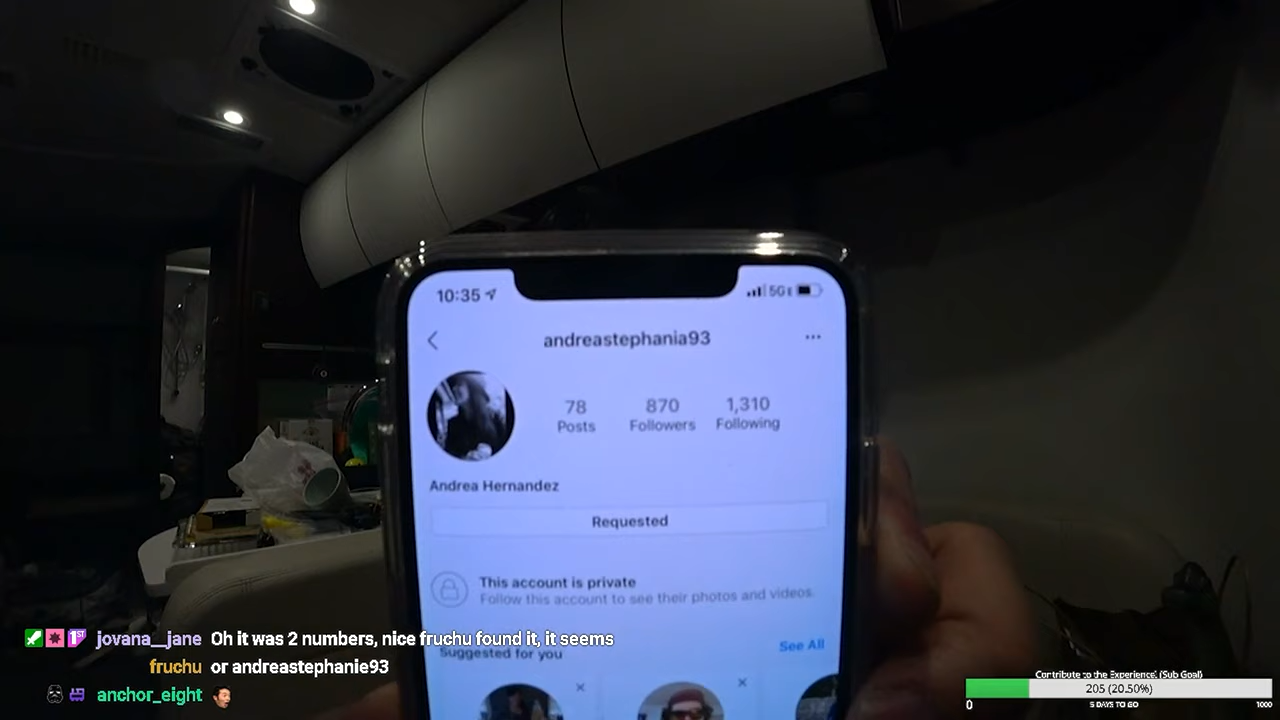 10:35
5G E
andreastephania93
...
78
870
1,310
Posts
Followers
Following
Andrea Hernandez
Requested
This account is private
Follow this account to see their photos and videos.
Suggested for you
See All
jovana__jane Oh it was 2 numbers, nice fruchu found it, it seems
fruchu or andreastephanie93
anchor_eight
1ST
Contribute to the Experience! (Sub Goal)
205 (20.50%)
0
5 DAYS TO GO
1000